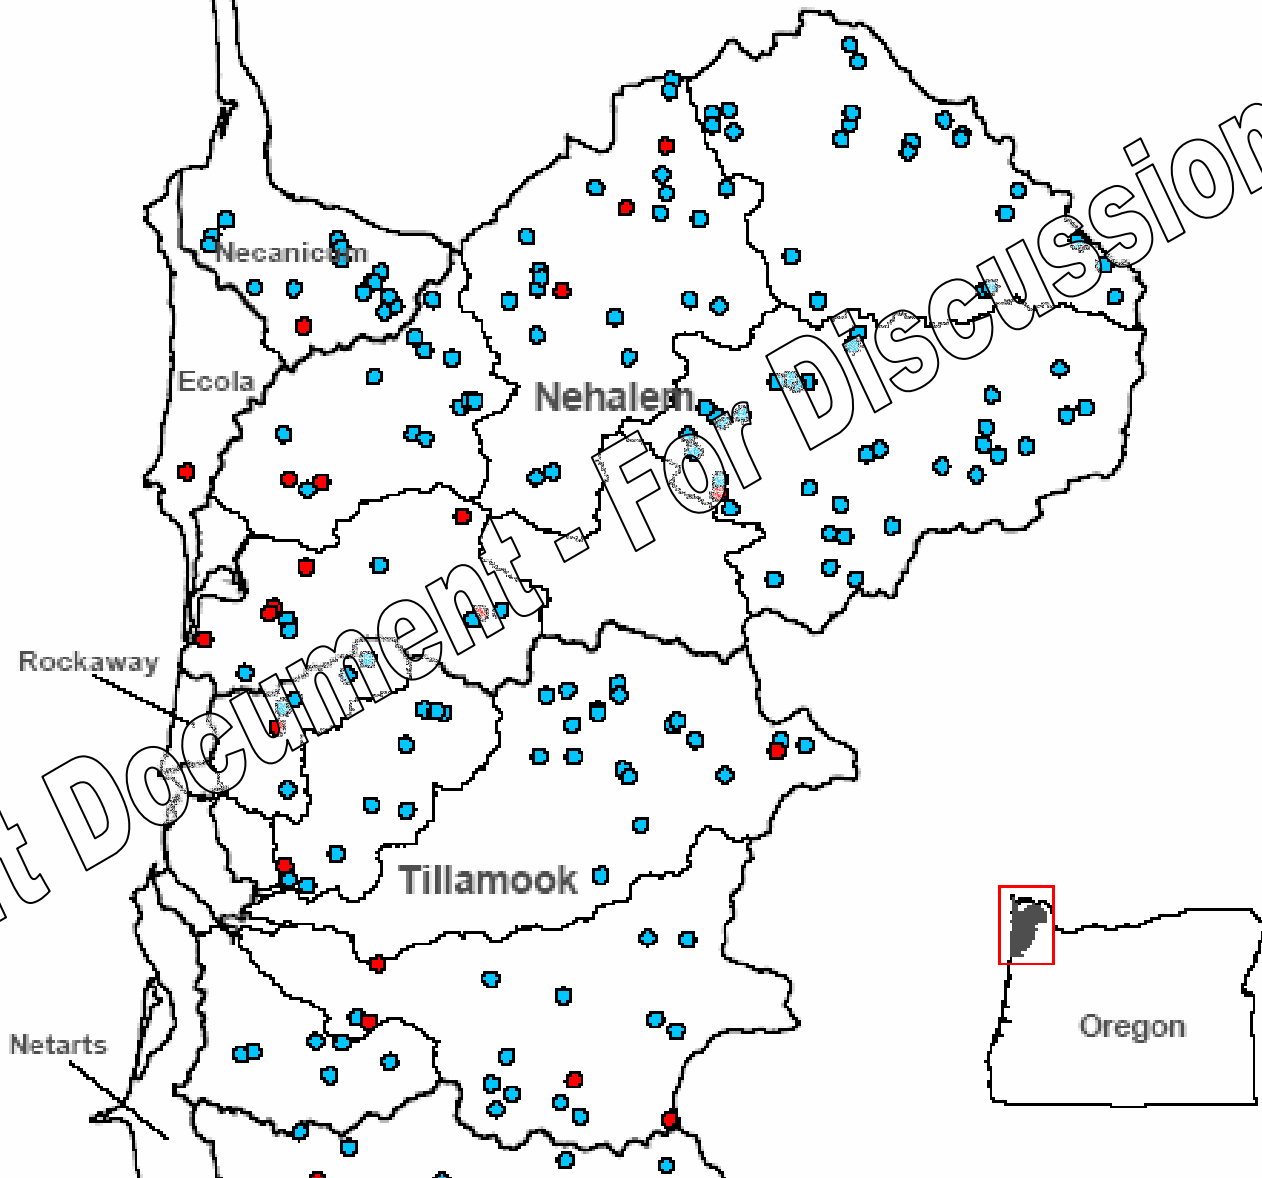 Necanicum
Ecola
Nehalem
t Document - For Discussion
Rockaway
Tillamook
Netarts
Oregon